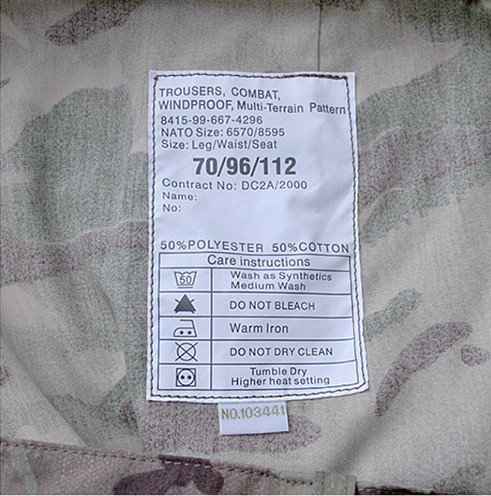 TROUSERS, COMBAT,
WINDPROOF, Multi-Terrain Pattern
8415-99-667-4296
NATO Size: 6570/8595
Size: Leg/Waist/Seat
70/96/112
Contract No: DC2A/2000
Name:
No:
50%POLYESTER 50%COTTON
Care instructions
50
Wash as Synthetics
Medium Wash
DO NOT BLEACH
Warm Iron
DO NOT DRY CLEAN
Tumble Dry
Higher heat setting
NO.103441